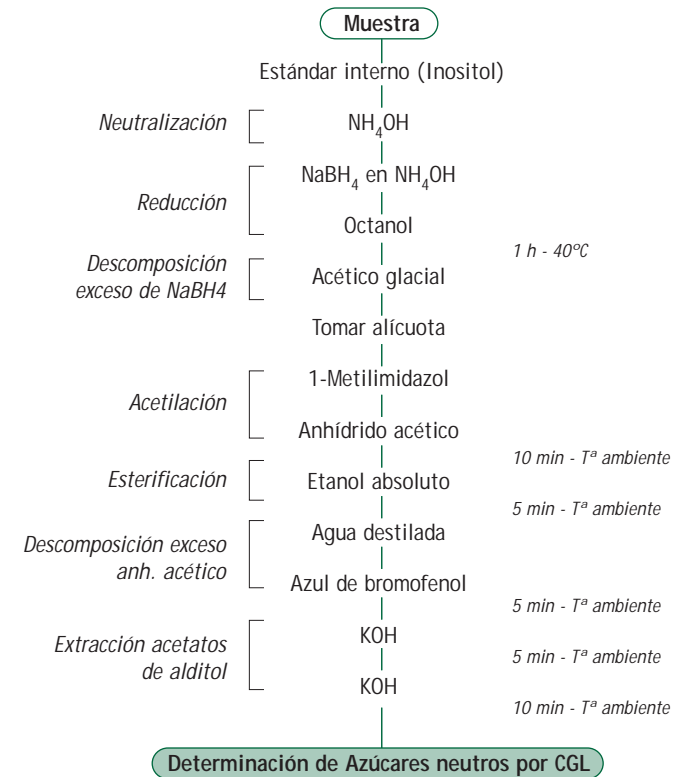 Muestra
Estándar interno (Inositol)
Neutralización
NH4OH
Reducción
NaBH4 en NH4OH
Octanol
1 h - 40ºC
Descomposición
exceso de NaBH4
Acético glacial
Tomar alícuota
Acetilación
1-Metilimidazol
Anhídrido acético
10 min - Tª ambiente
Esterificación
Etanol absoluto
5 min - Tª ambiente
Descomposición exceso
anh. acético
Agua destilada
Azul de bromofenol
5 min - Tª ambiente
Extracción acetatos
de alditol
KOH
5 min - Tª ambiente
KOH
10 min - Tª ambiente
Determinación de Azúcares neutros por CGL